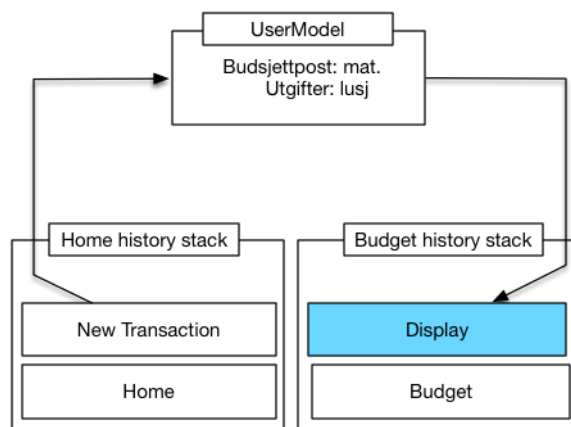 UserModel
Budsjettpost: mat.
Utgifter: lusj
Home history stack
Budget history stack
New Transaction
Display
Home
Budget